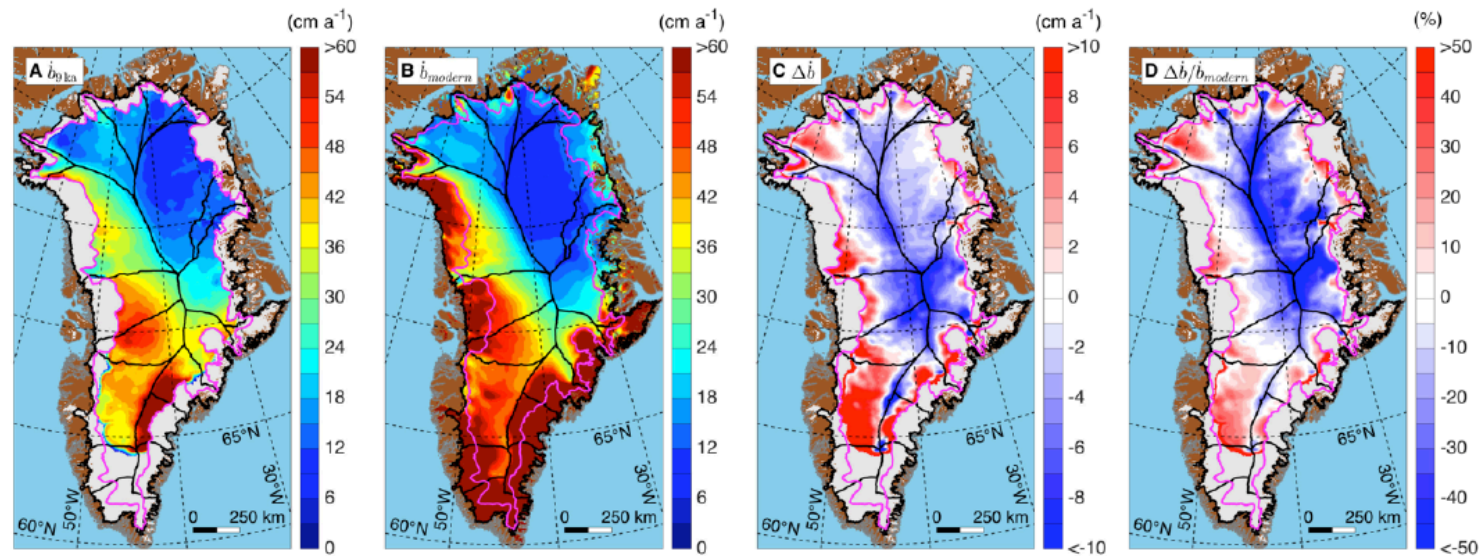 (cm a⁻¹)
A ḃ9 ka
>60
54
48
42
36
30
24
18
12
6
0
65°N
30°W
50°W
60°N
0 250 km
(cm a⁻¹)
B ḃmodern
>60
54
48
42
36
30
24
18
12
6
0
65°N
30°W
50°W
60°N
0 250 km
(cm a⁻¹)
C Δḃ
>10
8
6
4
2
0
-2
-4
-6
-8
<-10
65°N
30°W
50°W
60°N
0 250 km
(%)
D Δḃ/ḃmodern
>50
40
30
20
10
0
-10
-20
-30
-40
<-50
65°N
30°W
50°W
60°N
0 250 km